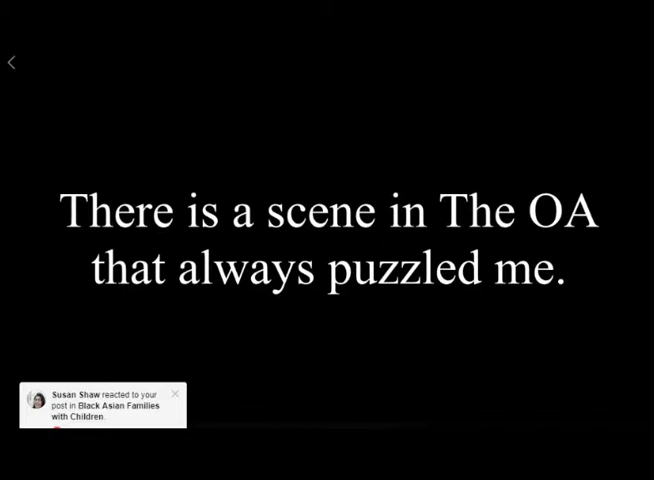 There is a scene in The OA
that always puzzled me.
Susan Shaw reacted to your
post in Black Asian Families
with Children.